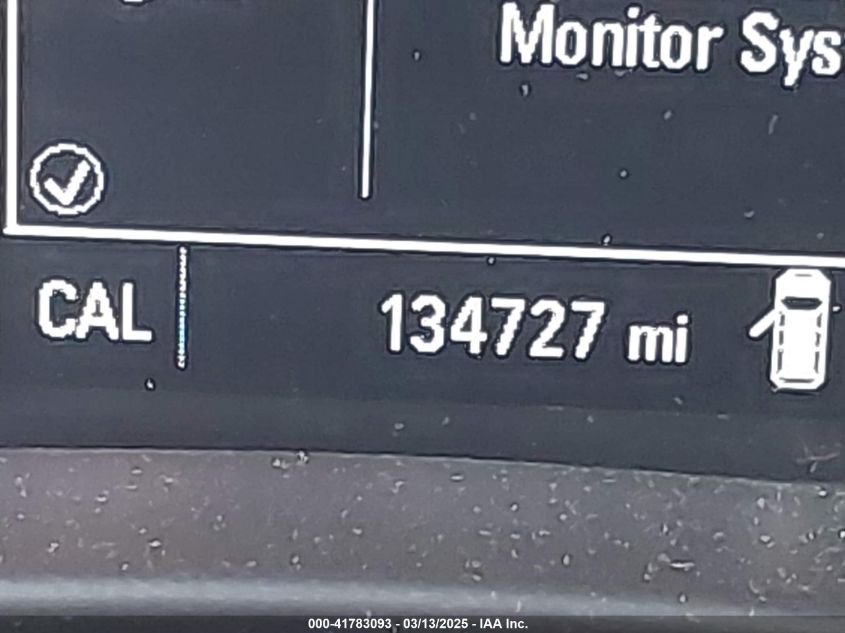 Monitor Sys
CAL
134727 mi
000-41783093 - 03/13/2025 - IAA Inc.